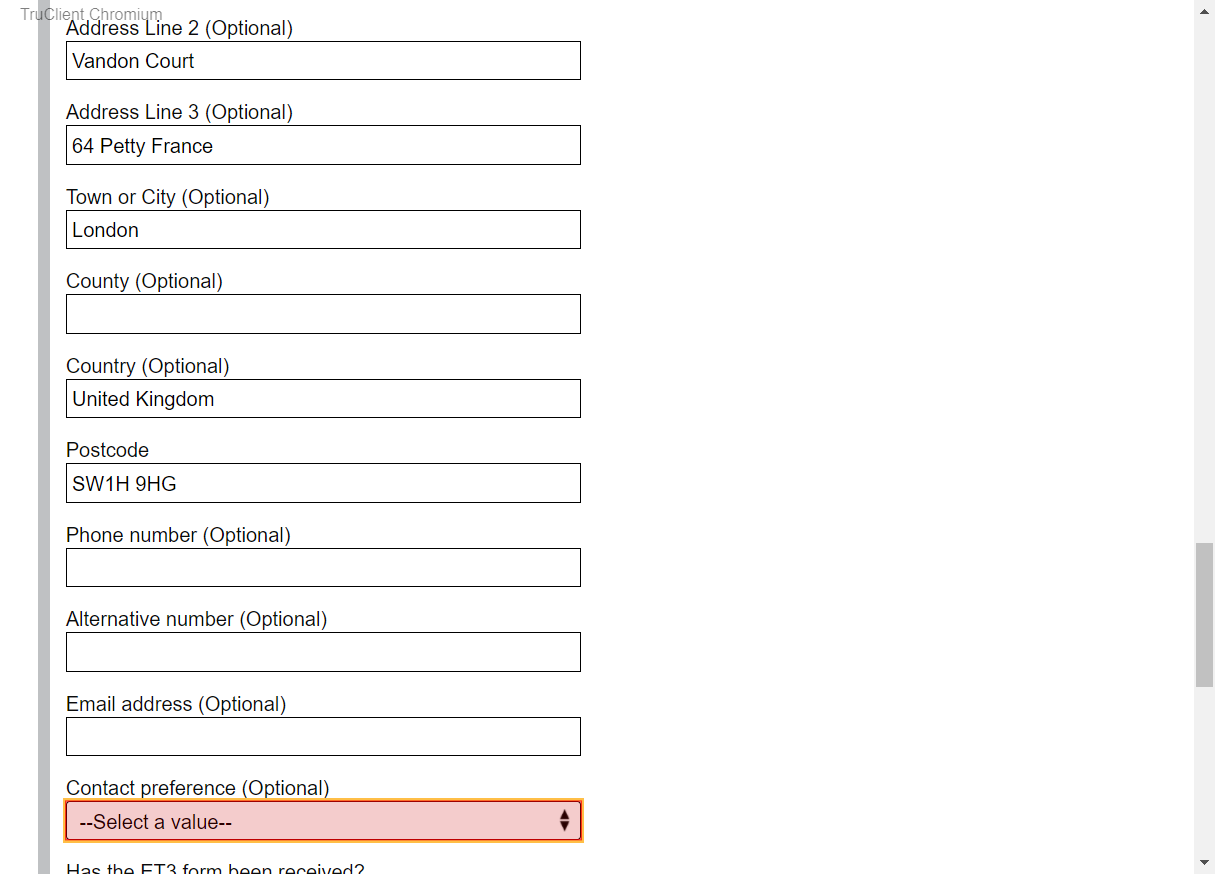 TruClient Chromium
Address Line 2 (Optional)
Vandon Court
Address Line 3 (Optional)
64 Petty France
Town or City (Optional)
London
County (Optional)
Country (Optional)
United Kingdom
Postcode
SW1H 9HG
Phone number (Optional)
Alternative number (Optional)
Email address (Optional)
Contact preference (Optional)
--Select a value--
Has the ET3 form been received?